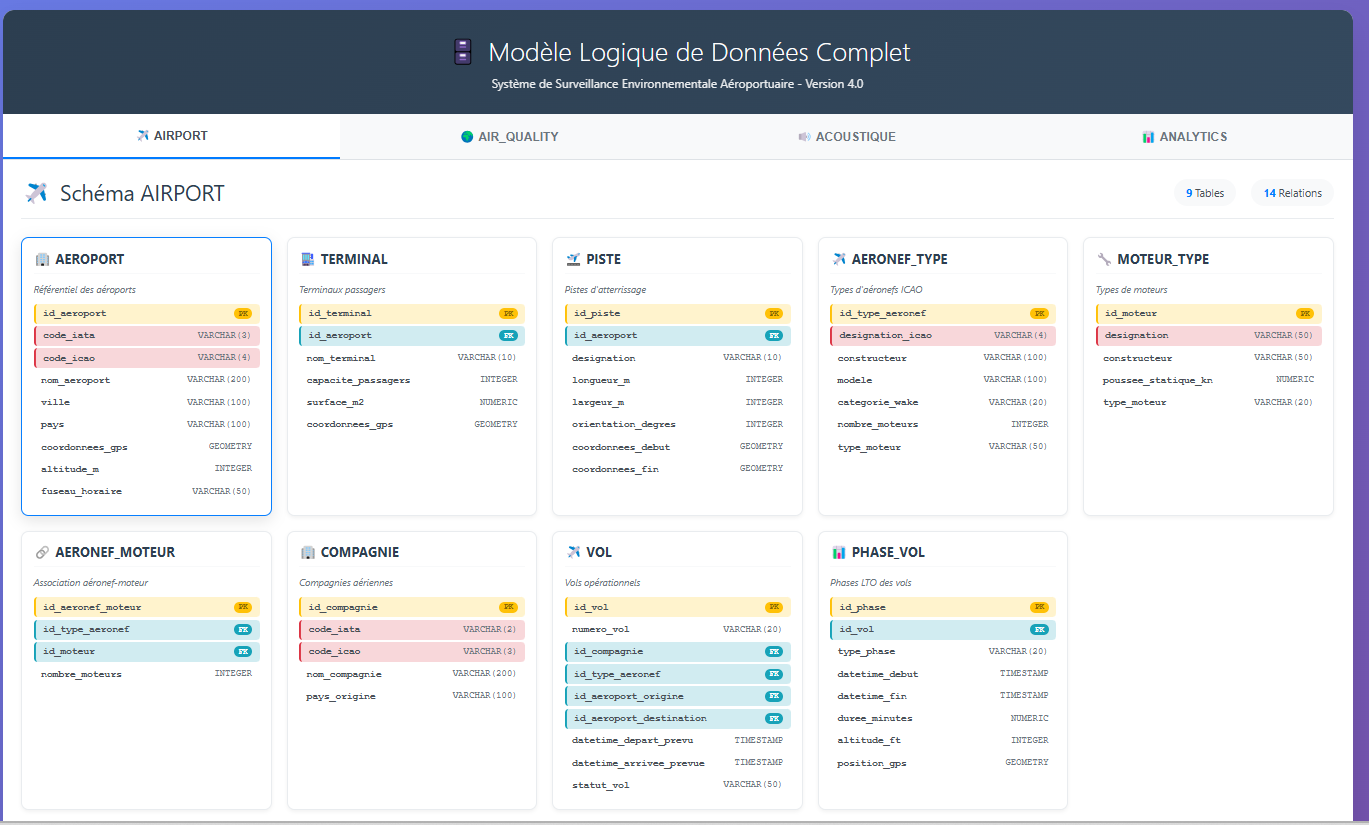 Modèle Logique de Données Complet
Système de Surveillance Environnementale Aéroportuaire - Version 4.0
AIRPORT
AIR_QUALITY
ACOUSTIQUE
ANALYTICS
Schéma AIRPORT
9 Tables
14 Relations
AEROPORT
Référentiel des aéroports
id_aeroport PK
code_iata VARCHAR(3)
code_icao VARCHAR(4)
nom_aeroport VARCHAR(200)
ville VARCHAR(100)
pays VARCHAR(100)
coordonnees_gps GEOMETRY
altitude_m INTEGER
fuseau_horaire VARCHAR(50)
TERMINAL
Terminaux passagers
id_terminal PK
id_aeroport FK
nom_terminal VARCHAR(10)
capacite_passagers INTEGER
surface_m2 NUMERIC
coordonnees_gps GEOMETRY
PISTE
Pistes d'atterrissage
id_piste PK
id_aeroport FK
designation VARCHAR(10)
longueur_m INTEGER
largeur_m INTEGER
orientation_degres INTEGER
coordonnees_debut GEOMETRY
coordonnees_fin GEOMETRY
AERONEF_TYPE
Types d'aéronefs ICAO
id_type_aeronef PK
designation_icao VARCHAR(4)
constructeur VARCHAR(100)
modele VARCHAR(100)
categorie_wake VARCHAR(20)
nombre_moteurs INTEGER
type_moteur VARCHAR(50)
MOTEUR_TYPE
Types de moteurs
id_moteur PK
designation VARCHAR(50)
constructeur VARCHAR(50)
poussee_statique_kn NUMERIC
type_moteur VARCHAR(20)
AERONEF_MOTEUR
Association aéronef-moteur
id_aeronef_moteur PK
id_type_aeronef FK
id_moteur FK
nombre_moteurs INTEGER
COMPAGNIE
Compagnies aériennes
id_compagnie PK
code_iata VARCHAR(2)
code_icao VARCHAR(3)
nom_compagnie VARCHAR(200)
pays_origine VARCHAR(100)
VOL
Vols opérationnels
id_vol PK
numero_vol VARCHAR(20)
id_compagnie FK
id_type_aeronef FK
id_aeroport_origine FK
id_aeroport_destination FK
datetime_depart_prevu TIMESTAMP
datetime_arrivee_prevue TIMESTAMP
statut_vol VARCHAR(50)
PHASE_VOL
Phases LTO des vols
id_phase PK
id_vol FK
type_phase VARCHAR(20)
datetime_debut TIMESTAMP
datetime_fin TIMESTAMP
duree_minutes NUMERIC
altitude_ft INTEGER
position_gps GEOMETRY